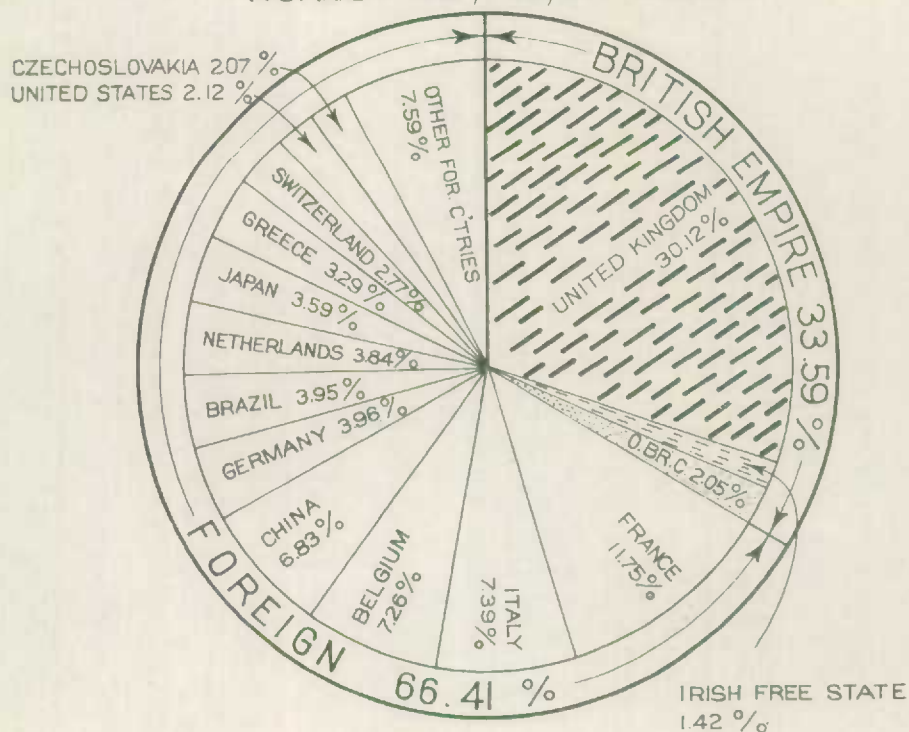 CZECHOSLOVAKIA 2.07 %
UNITED STATES 2.12 %
OTHER FOR. C'TRIES
7.59%
BRITISH EMPIRE 33.59 %
UNITED KINGDOM
30.12%
SWITZERLAND 2.77%
GREECE 3.29%
JAPAN 3.59%
NETHERLANDS 3.84%
BRAZIL 3.95%
GERMANY 3.96%
O.BR.C 2.05%
CHINA
6.83%
BELGIUM
7.26%
ITALY
7.39%
FRANCE
11.75%
FOREIGN 66.41 %
IRISH FREE STATE
1.42 %